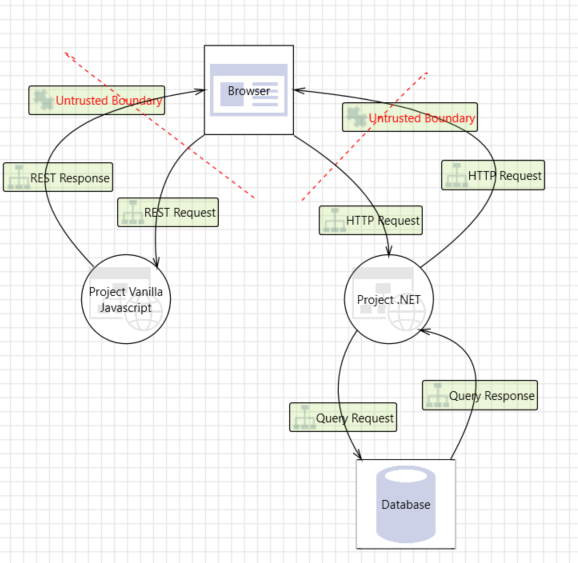 Browser
Untrusted Boundary
Untrusted Boundary
REST Response
HTTP Request
REST Request
HTTP Request
Project Vanilla
Javascript
Project .NET
Query Response
Query Request
Database